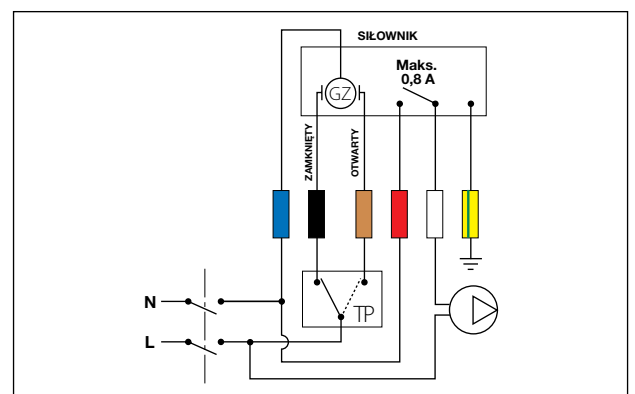 SIŁOWNIK
Maks.
0,8 A
GZ
ZAMKNIĘTY
OTWARTY
N
TP
L